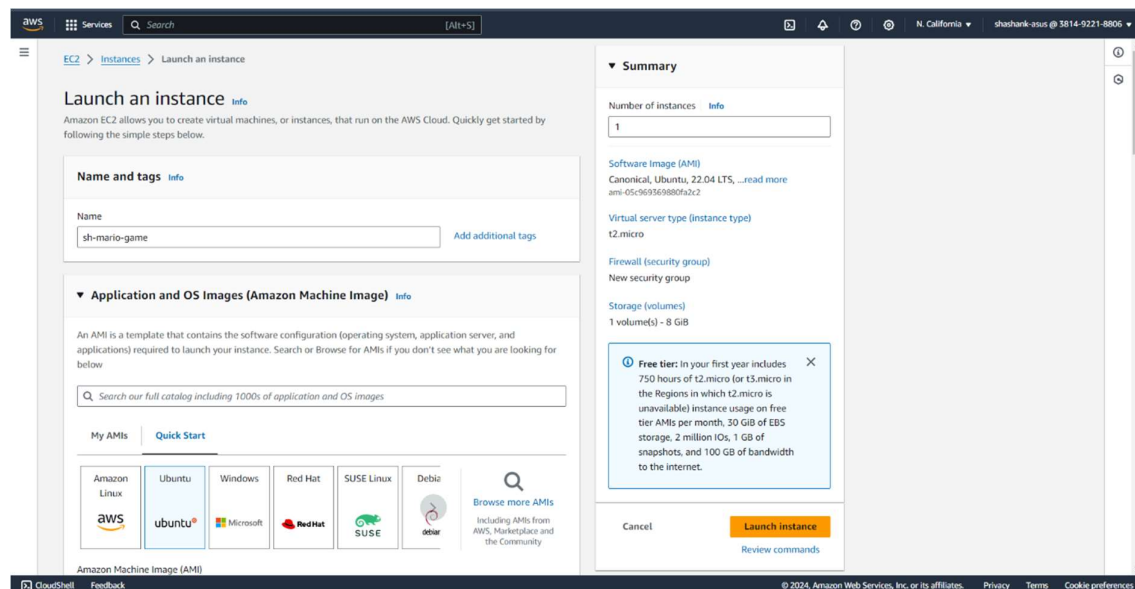 aws
Services
Search
[Alt+S]
N. California
shashank-asus @ 3814-9221-8806
EC2 > Instances > Launch an instance
Launch an instance Info
Amazon EC2 allows you to create virtual machines, or instances, that run on the AWS Cloud. Quickly get started by
following the simple steps below.
Name and tags Info
Name
sh-mario-game
Add additional tags
Application and OS Images (Amazon Machine Image) Info
An AMI is a template that contains the software configuration (operating system, application server, and
applications) required to launch your instance. Search or Browse for AMIs if you don't see what you are looking for
below
Search our full catalog including 1000s of application and OS images
My AMIs
Quick Start
Amazon
Linux
aws
Ubuntu
ubuntu
Windows
Microsoft
Red Hat
Red Hat
SUSE Linux
SUSE
Debia
debian
Browse more AMIs
Including AMIs from
AWS, Marketplace and
the Community
Amazon Machine Image (AMI)
Summary
Number of instances Info
1
Software Image (AMI)
Canonical, Ubuntu, 22.04 LTS, ...read more
ami-05c969369880fa2c2
Virtual server type (instance type)
t2.micro
Firewall (security group)
New security group
Storage (volumes)
1 volume(s) - 8 GiB
Free tier: In your first year includes
750 hours of t2.micro (or t3.micro in
the Regions in which t2.micro is
unavailable) instance usage on free
tier AMIs per month, 30 GiB of EBS
storage, 2 million IOs, 1 GB of
snapshots, and 100 GB of bandwidth
to the internet.
Cancel
Launch instance
Review commands
CloudShell
Feedback
© 2024, Amazon Web Services, Inc. or its affiliates.
Privacy
Terms
Cookie preferences